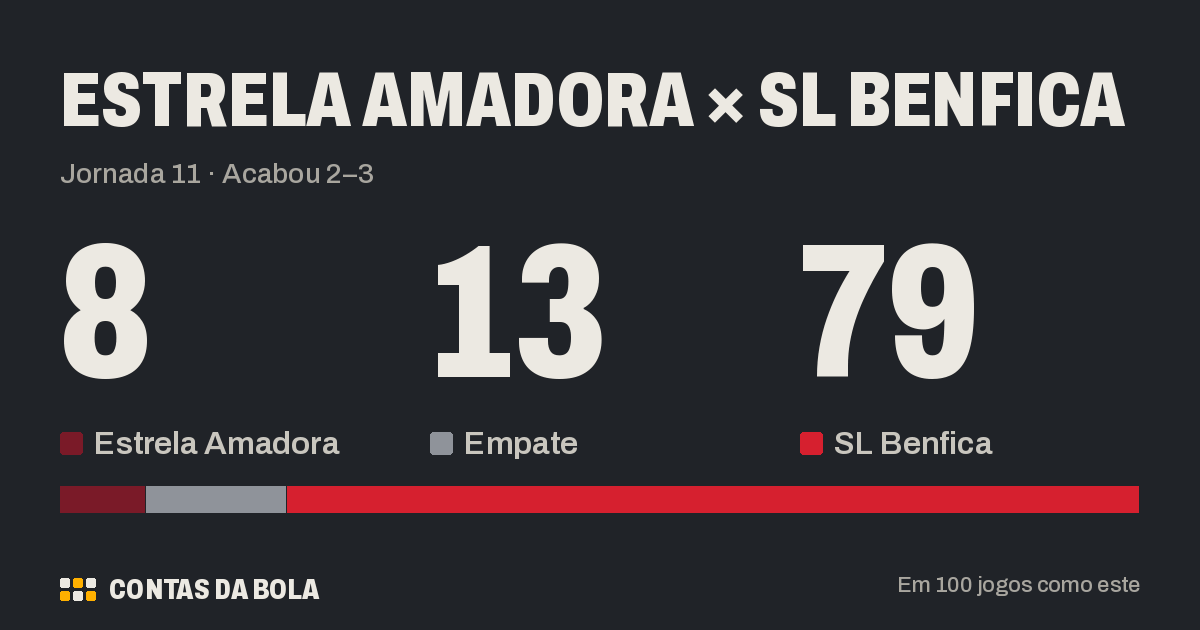 ESTRELA AMADORA × SL BENFICA
Jornada 11 · Acabou 2–3
8 13 79
Estrela Amadora Empate SL Benfica
CONTAS DA BOLA Em 100 jogos como este